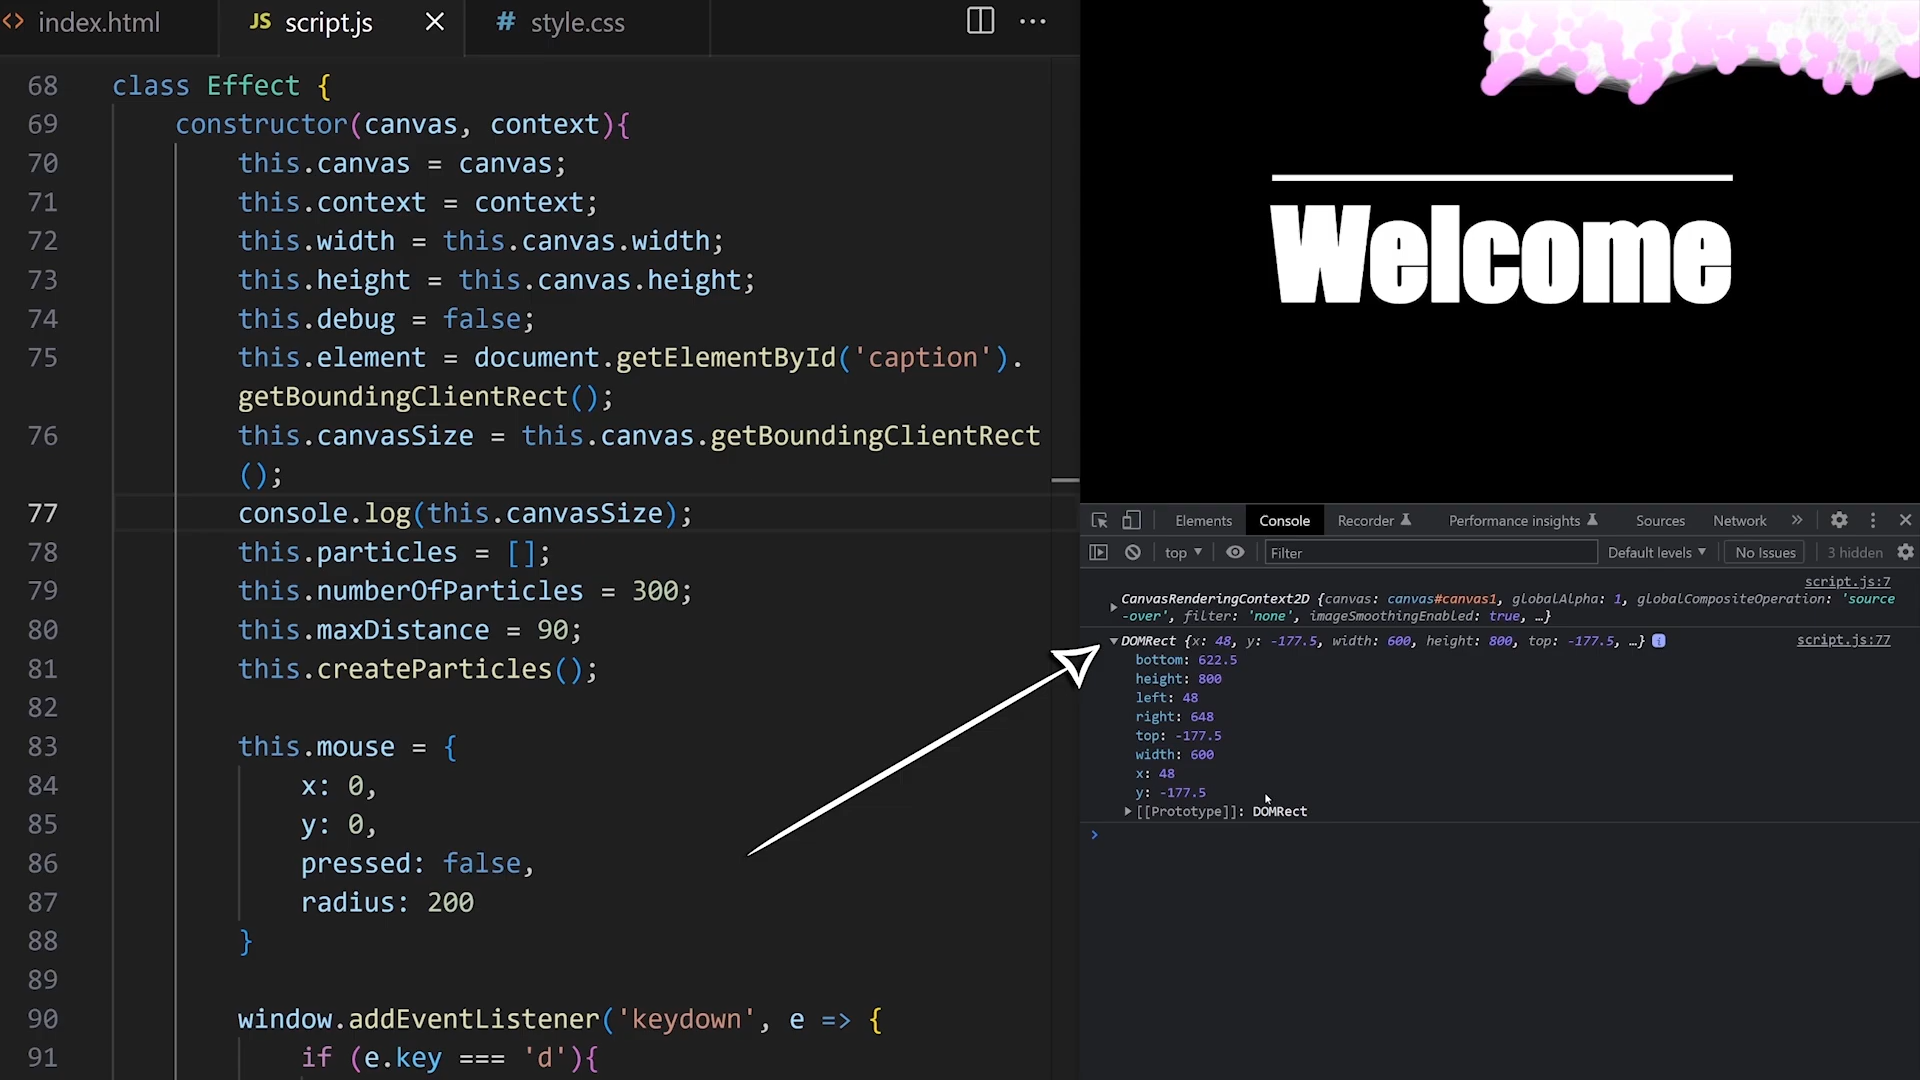 index.html
JS script.js
# style.css
68 class Effect {
69 constructor(canvas, context){
70 this.canvas = canvas;
71 this.context = context;
72 this.width = this.canvas.width;
73 this.height = this.canvas.height;
74 this.debug = false;
75 this.element = document.getElementById('caption').
getBoundingClientRect();
76 this.canvasSize = this.canvas.getBoundingClientRect
();
77 console.log(this.canvasSize);
78 this.particles = [];
79 this.numberOfParticles = 300;
80 this.maxDistance = 90;
81 this.createParticles();
82
83 this.mouse = {
84 x: 0,
85 y: 0,
86 pressed: false,
87 radius: 200
88 }
89
90 window.addEventListener('keydown', e => {
91 if (e.key === 'd'){
Welcome
Elements Console Recorder Performance insights Sources Network
top Filter Default levels No Issues 3 hidden
script.js:7
CanvasRenderingContext2D {canvas: canvas#canvas1, globalAlpha: 1, globalCompositeOperation: 'source
-over', filter: 'none', imageSmoothingEnabled: true, …}
DOMRect {x: 48, y: -177.5, width: 600, height: 800, top: -177.5, …} i script.js:77
bottom: 622.5
height: 800
left: 48
right: 648
top: -177.5
width: 600
x: 48
y: -177.5
[[Prototype]]: DOMRect